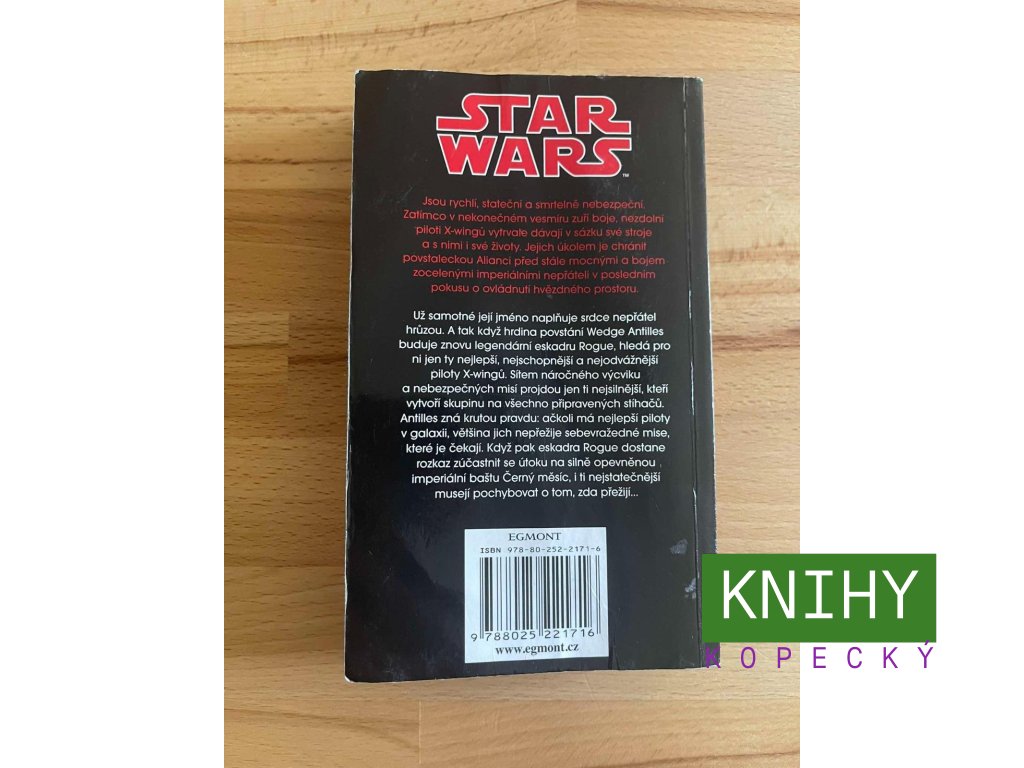 STAR
WARS™
Jsou rychlí, stateční a smrtelně nebezpeční.
Zatímco v nekonečném vesmíru zuří boje, nezdolní
piloti X-wingů vytrvale dávají v sázku své stroje
a s nimi i své životy. Jejich úkolem je chránit
povstaleckou Alianci před stále mocnými a bojem
zocelenými imperiálními nepřáteli v posledním
pokusu o ovládnutí hvězdného prostoru.
Už samotné její jméno naplňuje srdce nepřátel
hrůzou. A tak když hrdina povstání Wedge Antilles
buduje znovu legendární eskadru Rogue, hledá pro
ni jen ty nejlepší, nejschopnější a nejodvážnější
piloty X-wingů. Sítem náročného výcviku
a nebezpečných misí projdou jen ti nejsilnější, kteří
vytvoří skupinu na všechno připravených stíhačů.
Antilles zná krutou pravdu: ačkoli má nejlepší piloty
v galaxii, většina jich nepřežije sebevražedné mise,
které je čekají. Když pak eskadra Rogue dostane
rozkaz zúčastnit se útoku na silně opevněnou
imperiální baštu Černý měsíc, i ti nejstatečnější
musejí pochybovat o tom, zda přežijí...
EGMONT
ISBN 978-80-252-2171-6
9 788025 221716
www.egmont.cz
KNIHY
KOPECKÝ